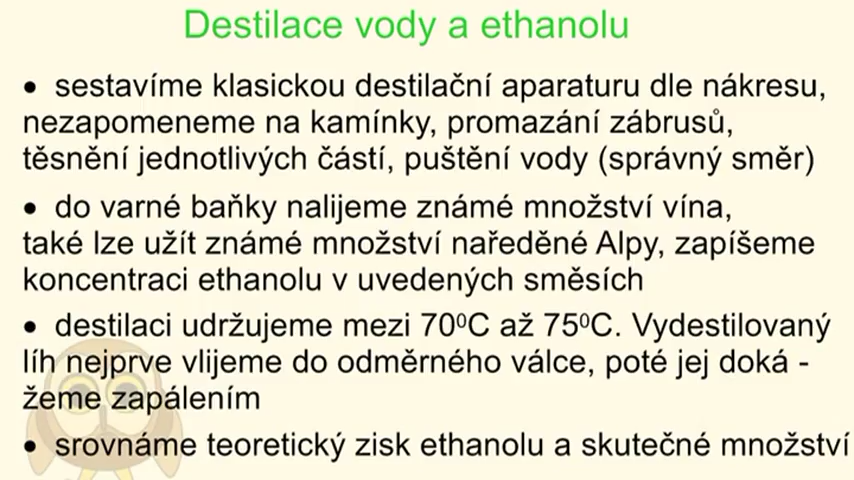 Destilace vody a ethanolu
• sestavíme klasickou destilační aparaturu dle nákresu,
nezapomeneme na kamínky, promazání zábrusů,
těsnění jednotlivých částí, puštění vody (správný směr)
• do varné baňky nalijeme známé množství vína,
také lze užít známé množství naředěné Alpy, zapíšeme
koncentraci ethanolu v uvedených směsích
• destilaci udržujeme mezi 70⁰C až 75⁰C. Vydestilovaný
líh nejprve vlijeme do odměrného válce, poté jej doká -
žeme zapálením
• srovnáme teoretický zisk ethanolu a skutečné množství